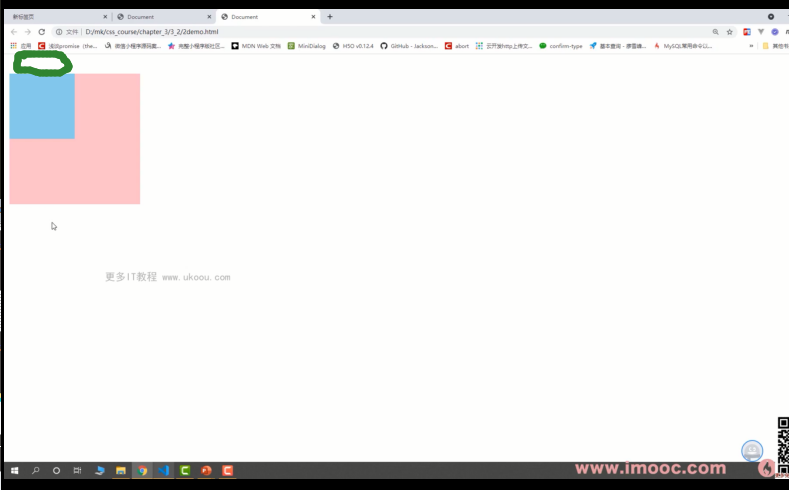 新标签页
Document
Document
文件 | D:/mk/css_course/chapter_3/3_2/2demo.html
应用 浅谈promise (the... 微信小程序源码案... 完整小程序版社区... MDN Web 文档 MiniDialog H5O v0.12.4 GitHub - Jackson... abort 云开发http上传文... confirm-type 基本查询 - 廖雪峰... MySQL常用命令以... » 其他书
更多IT教程 www.ukoou.com
www.imooc.com